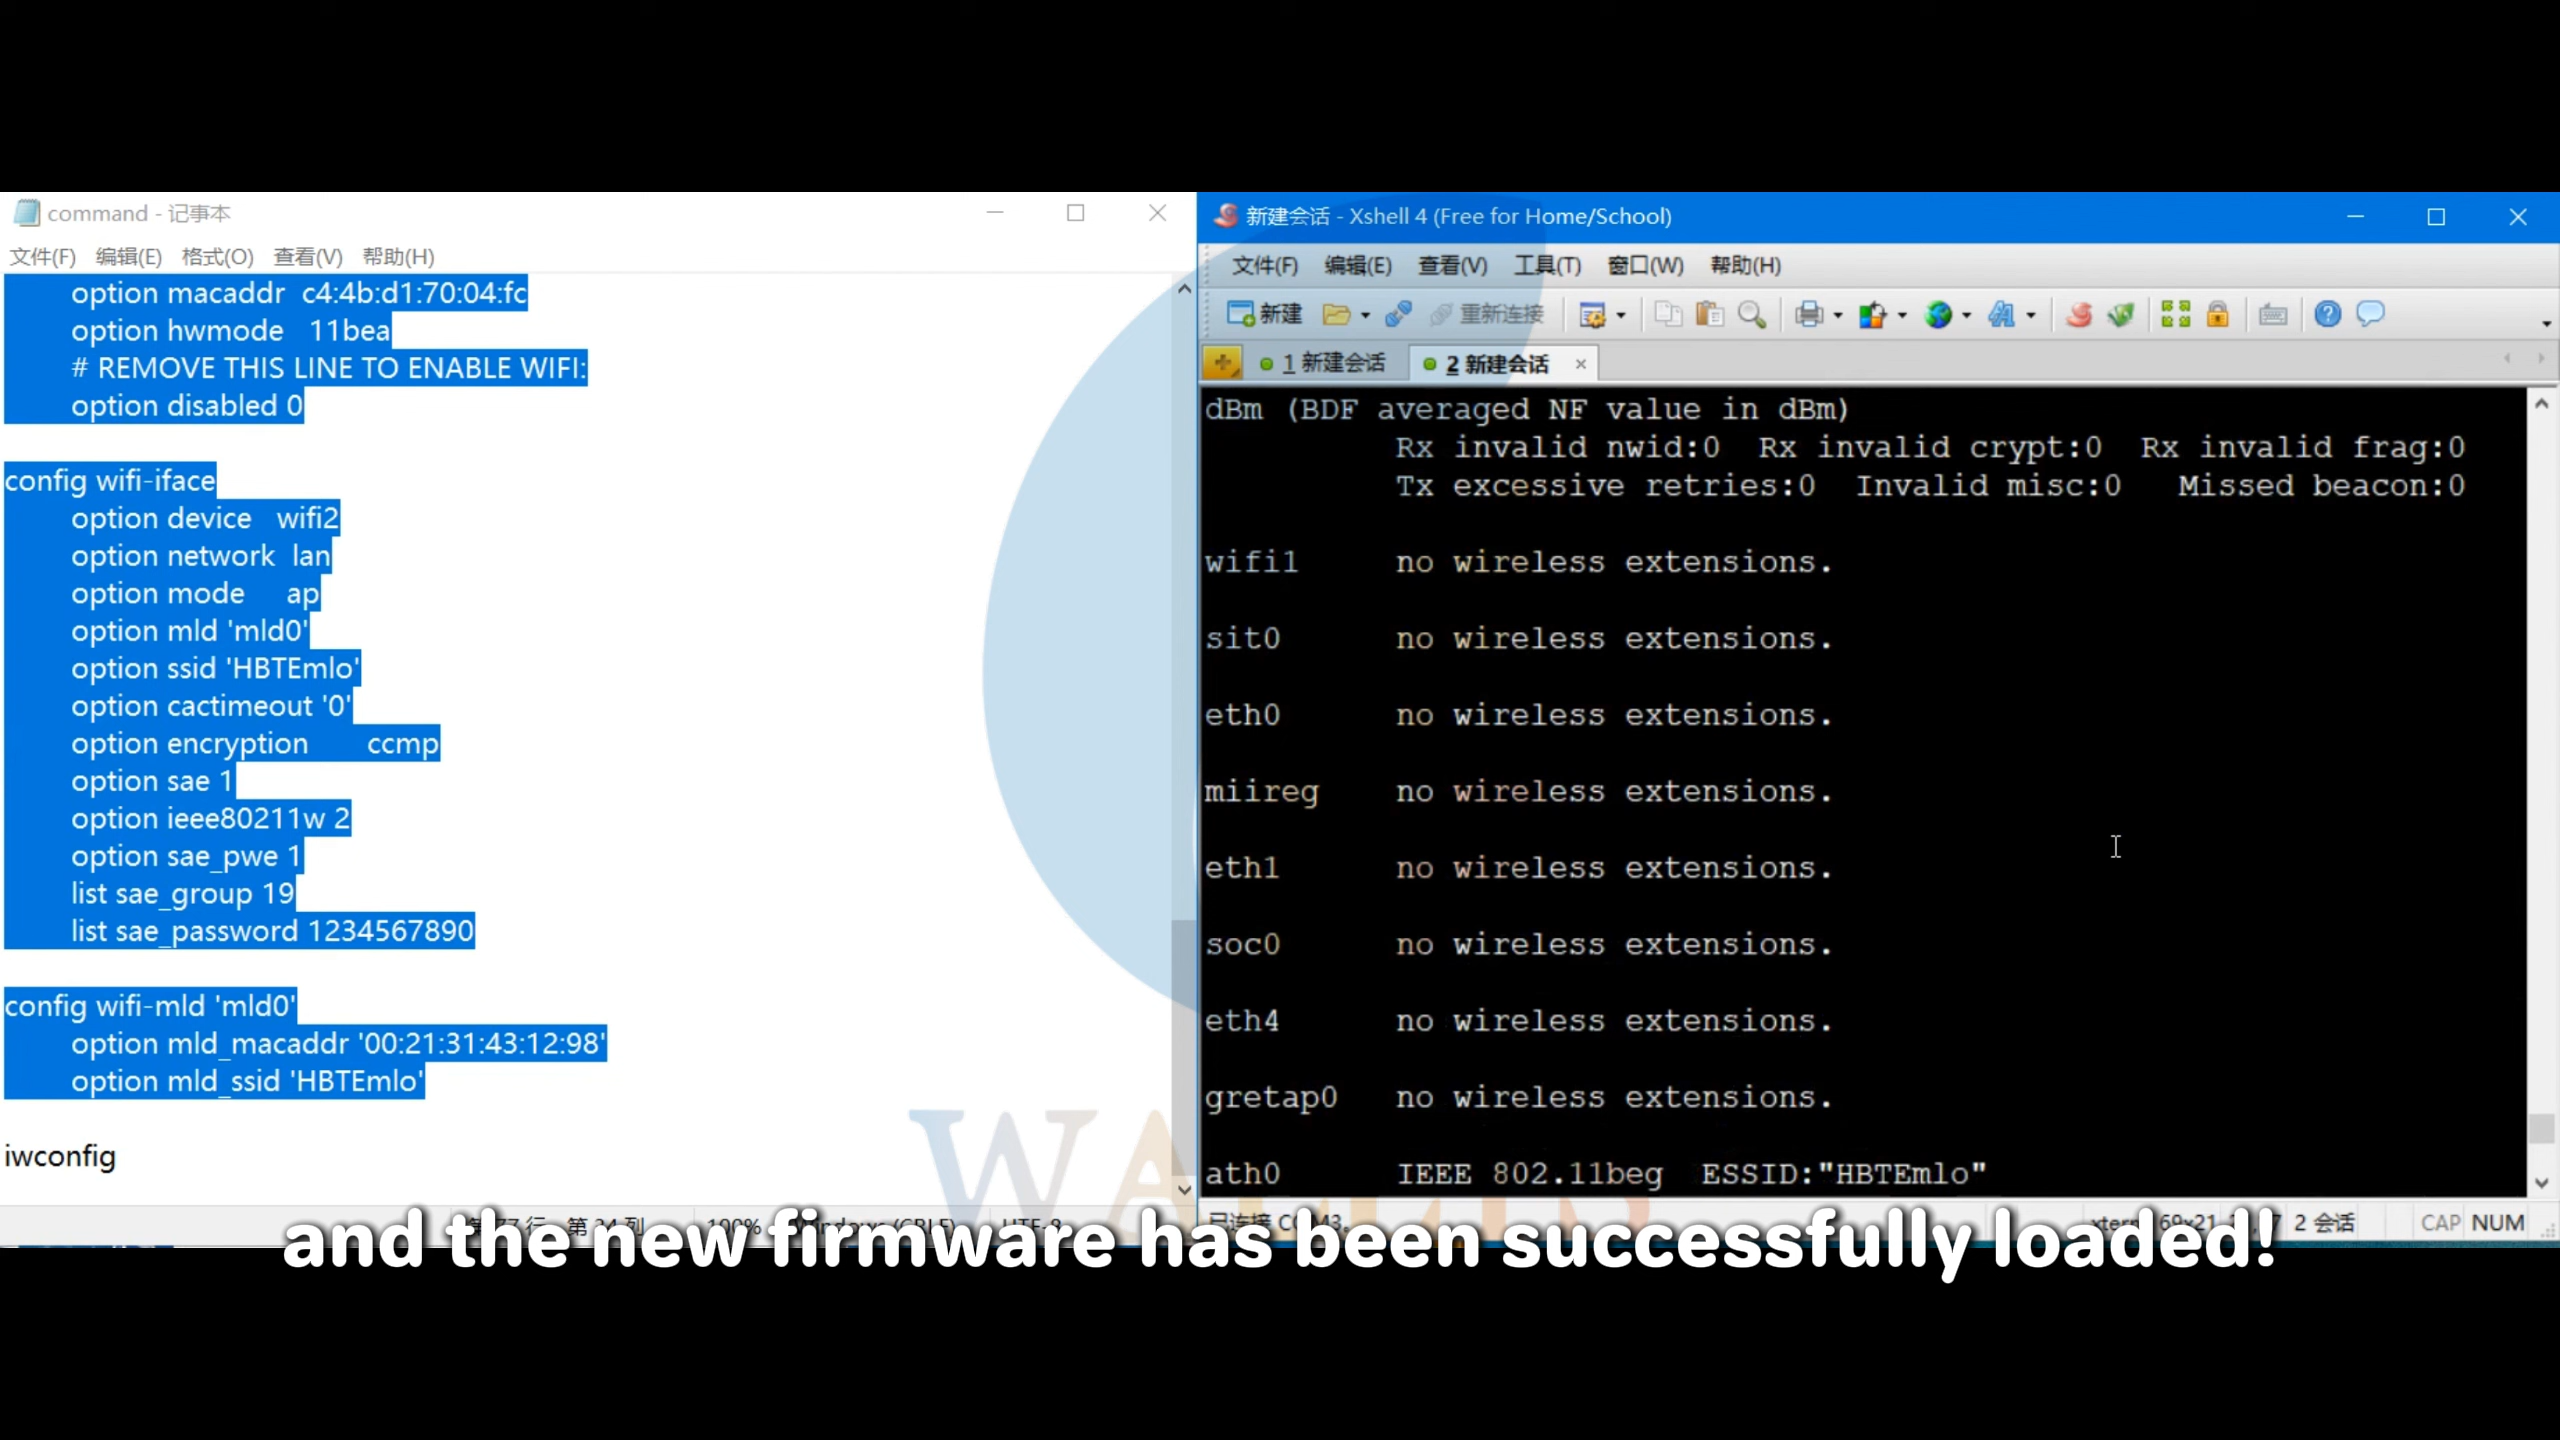 command - 记事本
文件(F) 编辑(E) 格式(O) 查看(V) 帮助(H)
option macaddr c4:4b:d1:70:04:fc
option hwmode 11bea
# REMOVE THIS LINE TO ENABLE WIFI:
option disabled 0
config wifi-iface
option device wifi2
option network lan
option mode ap
option mld 'mld0'
option ssid 'HBTEmlo'
option cactimeout '0'
option encryption ccmp
option sae 1
option ieee80211w 2
option sae_pwe 1
list sae_group 19
list sae_password 1234567890
config wifi-mld 'mld0'
option mld_macaddr '00:21:31:43:12:98'
option mld_ssid 'HBTEmlo'
iwconfig
新建会话 - Xshell 4 (Free for Home/School)
文件(F) 编辑(E) 查看(V) 工具(T) 窗口(W) 帮助(H)
新建 重新连接
1 新建会话 2 新建会话
dBm (BDF averaged NF value in dBm)
Rx invalid nwid:0 Rx invalid crypt:0 Rx invalid frag:0
Tx excessive retries:0 Invalid misc:0 Missed beacon:0
wifi1 no wireless extensions.
sit0 no wireless extensions.
eth0 no wireless extensions.
miireg no wireless extensions.
eth1 no wireless extensions.
soc0 no wireless extensions.
eth4 no wireless extensions.
gretap0 no wireless extensions.
ath0 IEEE 802.11beg ESSID:"HBTEmlo"
2 会话 CAP NUM
and the new firmware has been successfully loaded!